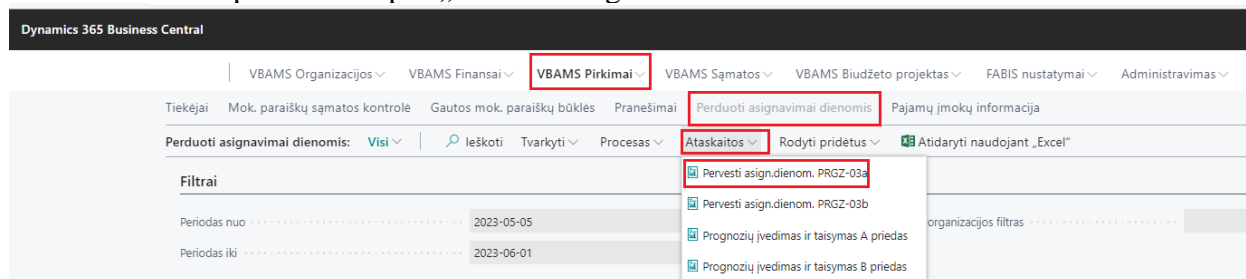 Dynamics 365 Business Central
VBAMS Organizacijos VBAMS Finansai VBAMS Pirkimai VBAMS Sąmatos VBAMS Biudžeto projektas FABIS nustatymai Administravimas
Tiekėjai Mok. paraiškų sąmatos kontrolė Gautos mok. paraiškų būklės Pranešimai Perduoti asignavimai dienomis Pajamų įmokų informacija
Perduoti asignavimai dienomis: Visi Ieškoti Tvarkyti Procesas Ataskaitos Rodyti pridėtus Atidaryti naudojant „Excel“
Filtrai
Pervesti asign.dienom. PRGZ-03a
Pervesti asign.dienom. PRGZ-03b
Periodas nuo 2023-05-05 organizacijos filtras
Prognozių įvedimas ir taisymas A priedas
Periodas iki 2023-06-01
Prognozių įvedimas ir taisymas B priedas